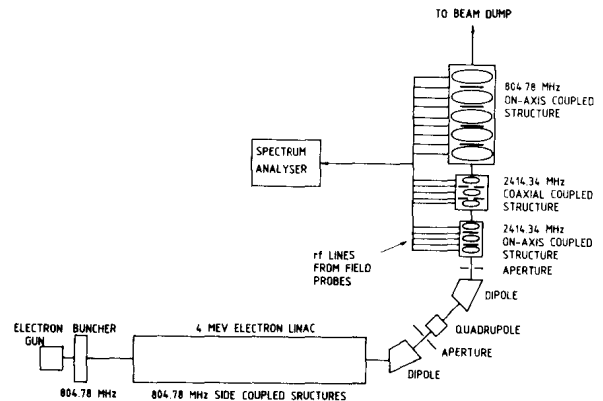 TO BEAM DUMP
804.78 MHz
ON-AXIS COUPLED
STRUCTURE
SPECTRUM
ANALYSER
2414.34 MHz
COAXIAL COUPLED
STRUCTURE
2414.34 MHz
ON-AXIS COUPLED
STRUCTURE
rf LINES
FROM FIELD
PROBES
APERTURE
DIPOLE
QUADRUPOLE
APERTURE
DIPOLE
ELECTRON
GUN
BUNCHER
4 MEV ELECTRON LINAC
804.78 MHz
804.78 MHz SIDE COUPLED SRUCTURES